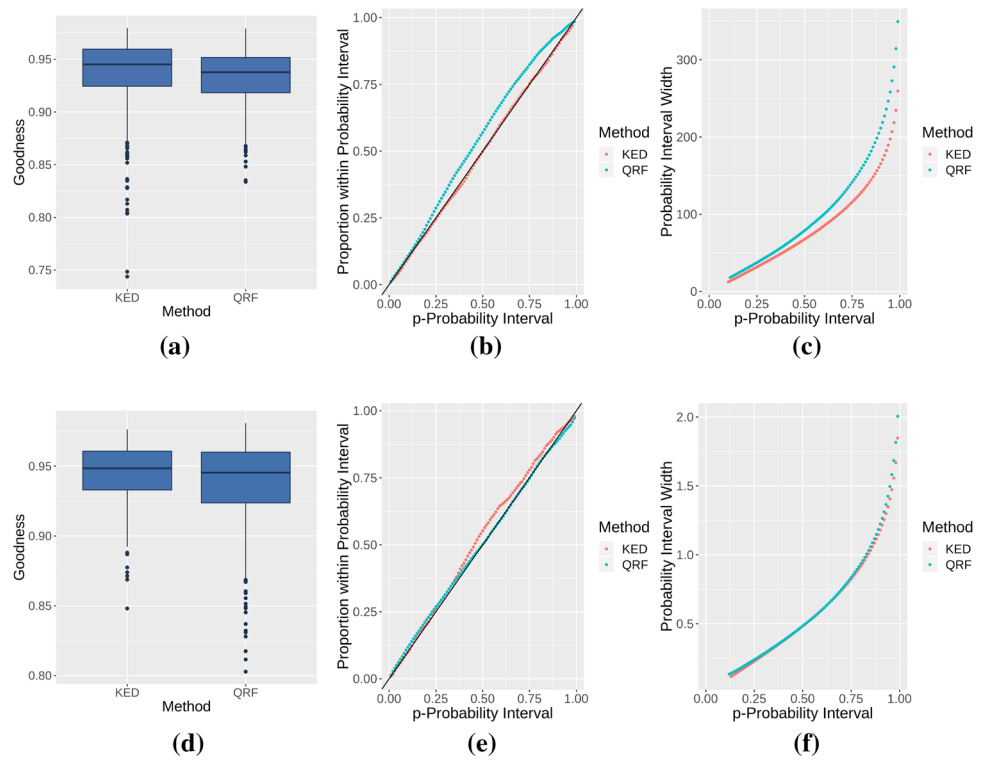 Goodness
0.95
0.90
0.85
0.80
0.75
KED
QRF
Method
(a)
Proportion within Probability Interval
1.00
0.75
0.50
0.25
0.00
0.00
0.25
0.50
0.75
1.00
p-Probability Interval
Method
KED
QRF
(b)
Probability Interval Width
300
200
100
0
0.00
0.25
0.50
0.75
1.00
p-Probability Interval
Method
KED
QRF
(c)
Goodness
0.95
0.90
0.85
0.80
KED
QRF
Method
(d)
Proportion within Probability Interval
1.00
0.75
0.50
0.25
0.00
0.00
0.25
0.50
0.75
1.00
p-Probability Interval
Method
KED
QRF
(e)
Probability Interval Width
2.0
1.5
1.0
0.5
0.00
0.25
0.50
0.75
1.00
p-Probability Interval
Method
KED
QRF
(f)